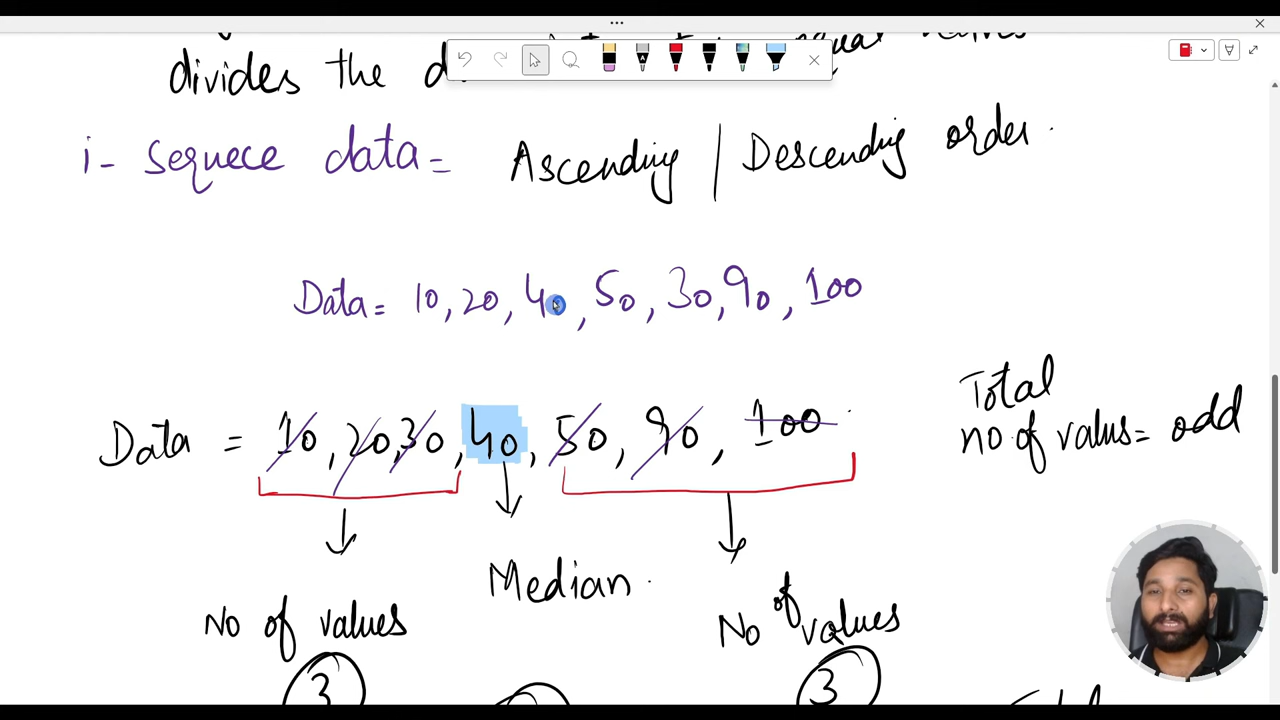 divides the
i- Sequece data = Ascending | Descending order.
Data = 10, 20, 40, 50, 30, 90, 100
Data = 10, 20, 30, 40, 50, 90, 100
Total
no of valus = odd
Median.
No of values
No of values
3
3